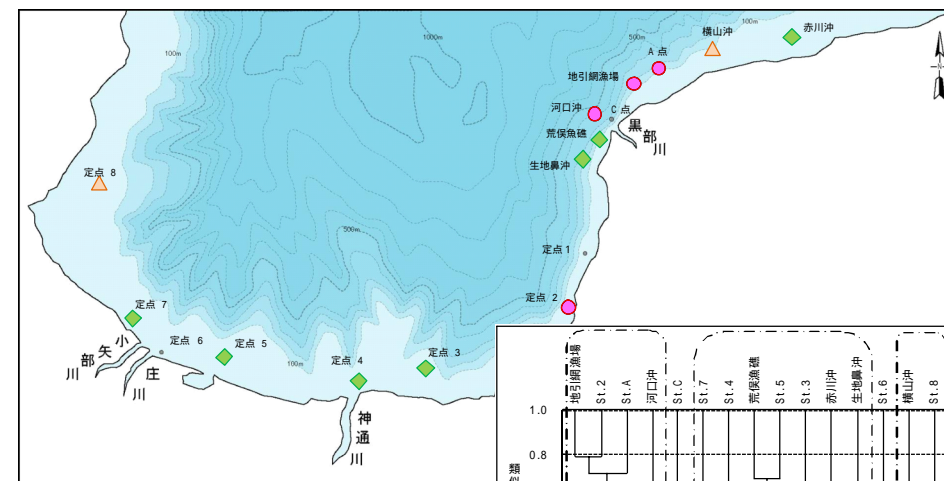 100m
1000m
500m
100m
横山沖
赤川沖
A 点
地引網漁場
河口沖
C 点
荒俣魚礁
生地鼻沖
黒部川
N
定点 8
500m
定点 1
定点 2
定点 7
定点 6
定点 5
100m
定点 4
定点 3
小矢部川
庄川
神通川
地引網漁場
St.2
St.A
河口沖
St.C
St.7
St.4
荒俣魚礁
St.5
St.3
赤川沖
生地鼻沖
St.6
横山沖
St.8
1.0
0.8
類似